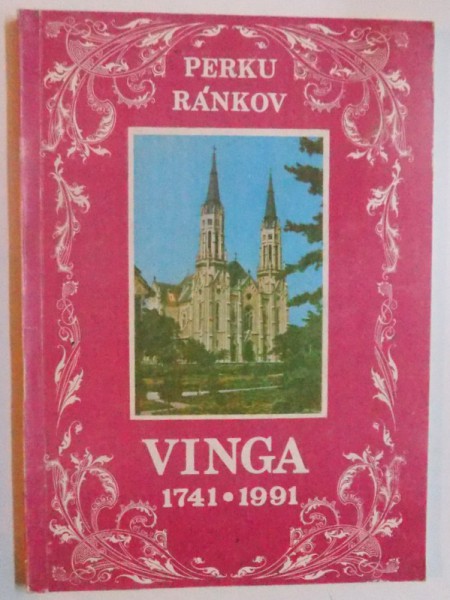 PERKU
RÁNKOV
VINGA
1741 • 1991